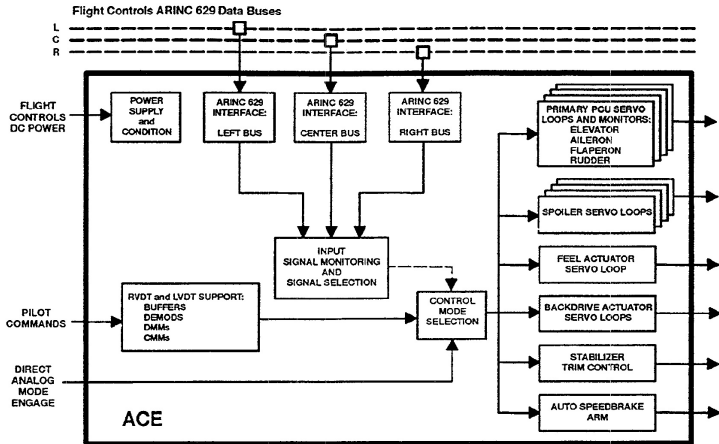 Flight Controls ARINC 629 Data Buses
L
C
R
FLIGHT
CONTROLS
DC POWER
POWER
SUPPLY
and
CONDITION
ARINC 629
INTERFACE:
LEFT BUS
ARINC 629
INTERFACE:
CENTER BUS
ARINC 629
INTERFACE:
RIGHT BUS
PRIMARY PCU SERVO
LOOPS AND MONITORS:
ELEVATOR
AILERON
FLAPERON
RUDDER
SPOILER SERVO LOOPS
INPUT
SIGNAL MONITORING
AND
SIGNAL SELECTION
FEEL ACTUATOR
SERVO LOOP
PILOT
COMMANDS
RVDT and LVDT SUPPORT:
BUFFERS
DEMODS
DMMs
CMMs
CONTROL
MODE
SELECTION
BACKDRIVE ACTUATOR
SERVO LOOPS
STABILIZER
TRIM CONTROL
DIRECT
ANALOG
MODE
ENGAGE
AUTO SPEEDBRAKE
ARM
ACE